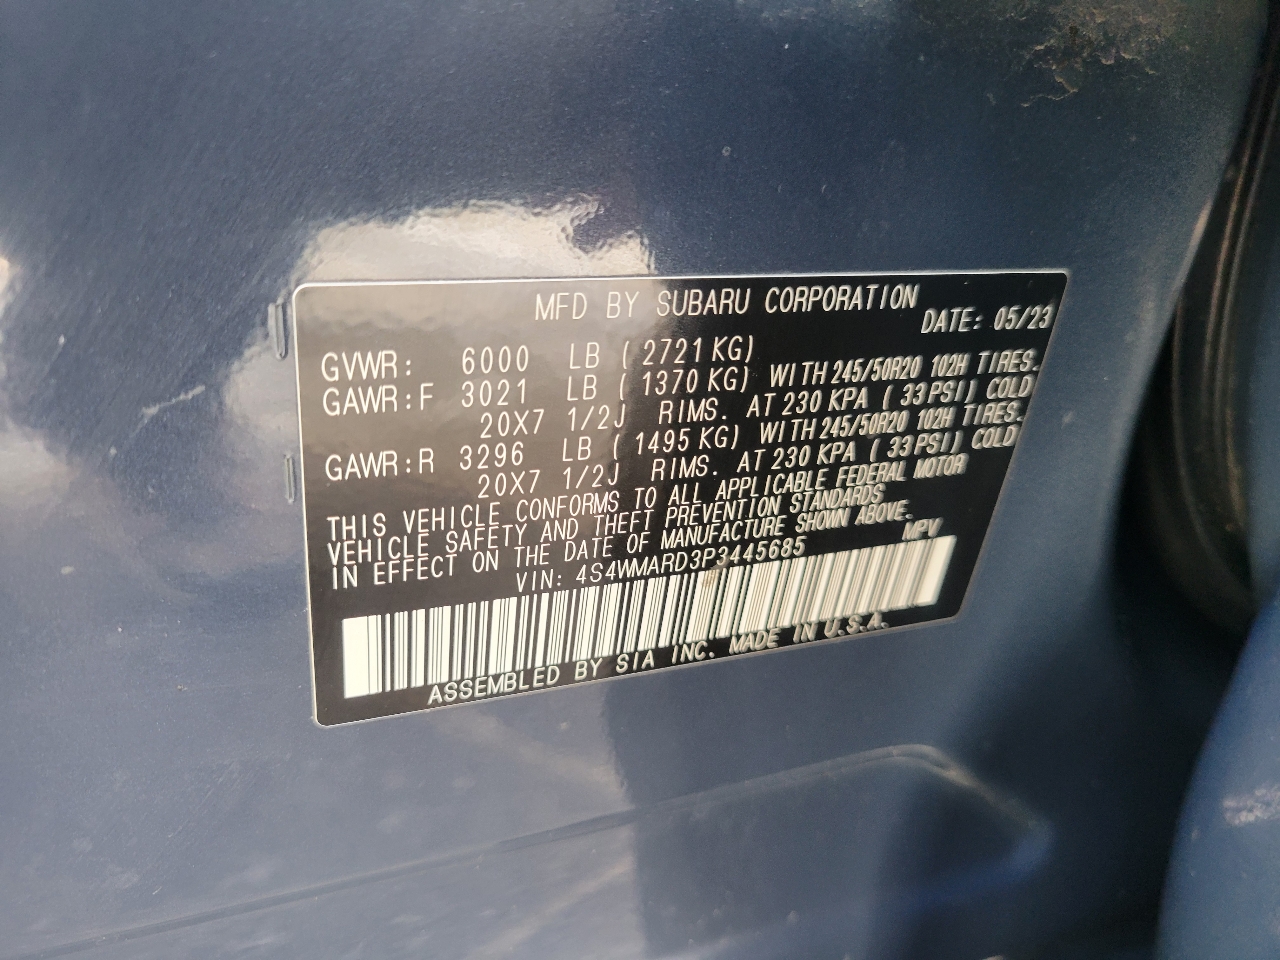 MFD BY SUBARU CORPORATION
DATE: 05/23
GVWR: 6000 LB ( 2721 KG)
GAWR:F 3021 LB ( 1370 KG) WITH 245/50R20 102H TIRES.
20X7 1/2J RIMS. AT 230 KPA ( 33PSI) COLD
GAWR:R 3296 LB ( 1495 KG) WITH 245/50R20 102H TIRES.
20X7 1/2J RIMS. AT 230 KPA ( 33PSI) COLD
THIS VEHICLE CONFORMS TO ALL APPLICABLE FEDERAL MOTOR
VEHICLE SAFETY AND THEFT PREVENTION STANDARDS
IN EFFECT ON THE DATE OF MANUFACTURE SHOWN ABOVE.
VIN: 4S4WMARD3P3445685 MPV
ASSEMBLED BY SIA INC. MADE IN U.S.A.